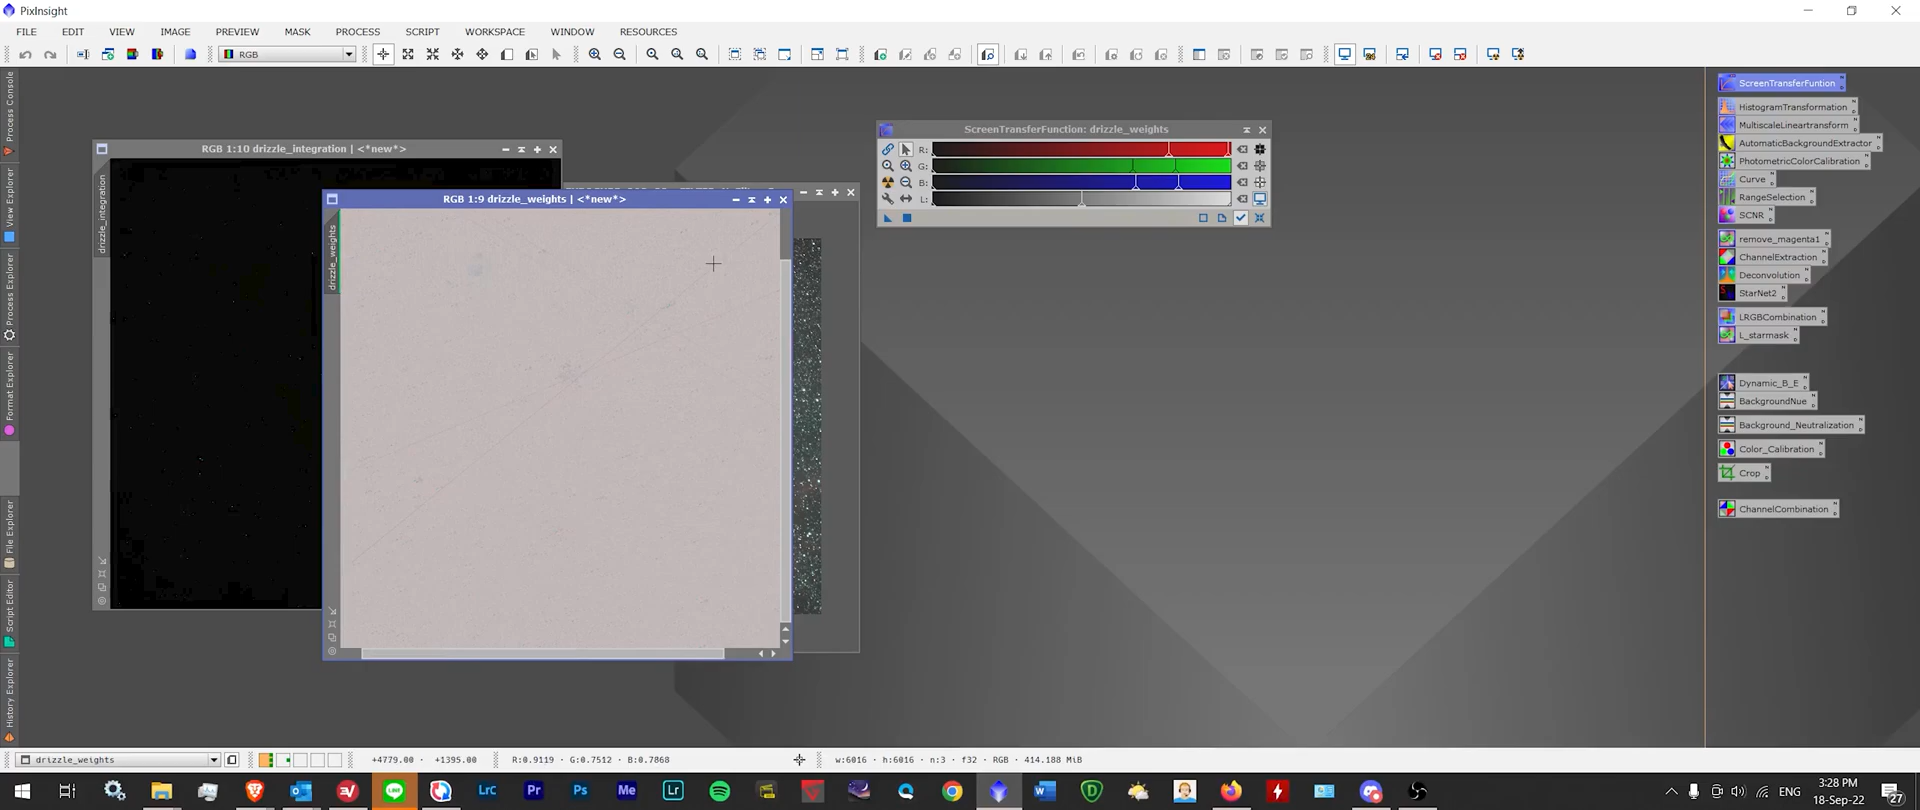 PixInsight
FILE EDIT VIEW IMAGE PREVIEW MASK PROCESS SCRIPT WORKSPACE WINDOW RESOURCES
RGB
Process Console
View Explorer
Process Explorer
Format Explorer
File Explorer
Script Editor
History Explorer
RGB 1:10 drizzle_integration | <*new*>
drizzle_integration
RGB 1:9 drizzle_weights | <*new*>
drizzle_weights
ScreenTransferFunction: drizzle_weights
R:
G:
B:
L:
ScreenTransferFuntion
HistogramTransformation
MultiscaleLineartransform
AutomaticBackgroundExtractor
PhotometricColorCalibration
Curve
RangeSelection
SCNR
remove_magenta1
ChannelExtraction
Deconvolution
StarNet2
LRGBCombination
L_starmask
Dynamic_B_E
BackgroundNue
Background_Neutralization
Color_Calibration
Crop
ChannelCombination
drizzle_weights
+4779.00 · +1395.00
R:0.9119 · G:0.7512 · B:0.7868
w:6016 · h:6016 · n:3 · f32 · RGB · 414.188 MiB
LINE
LrC
Pr
Ps
Me
Lr
ENG
3:28 PM
18-Sep-22
27